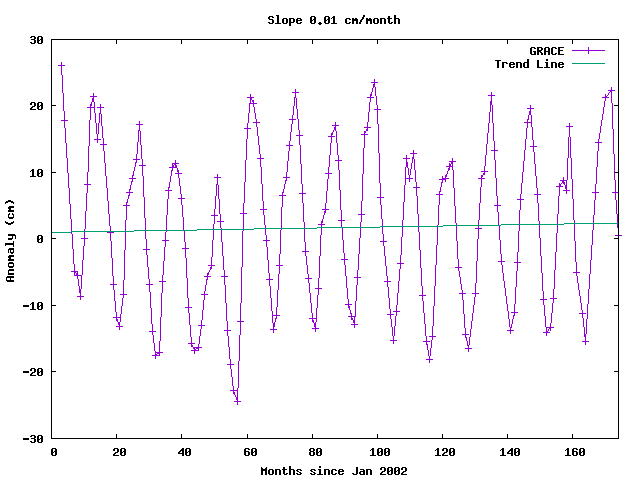 Slope 0.01 cm/month
GRACE
Trend Line
30
20
10
0
-10
-20
-30
Anomaly (cm)
0 20 40 60 80 100 120 140 160
Months since Jan 2002